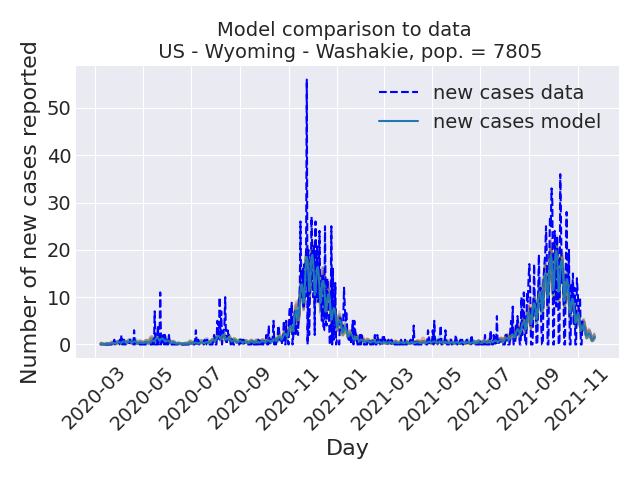 Model comparison to data
US - Wyoming - Washakie, pop. = 7805
Number of new cases reported
50
40
30
20
10
0
new cases data
new cases model
2020-03
2020-05
2020-07
2020-09
2020-11
2021-01
2021-03
2021-05
2021-07
2021-09
2021-11
Day